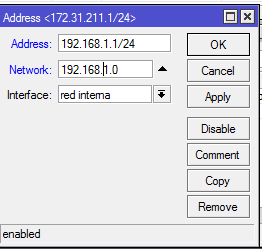 Address <172.31.211.1/24>
Address: 192.168.1.1/24 OK
Network: 192.168.1.0 Cancel
Interface: red interna Apply
Disable
Comment
Copy
Remove
enabled